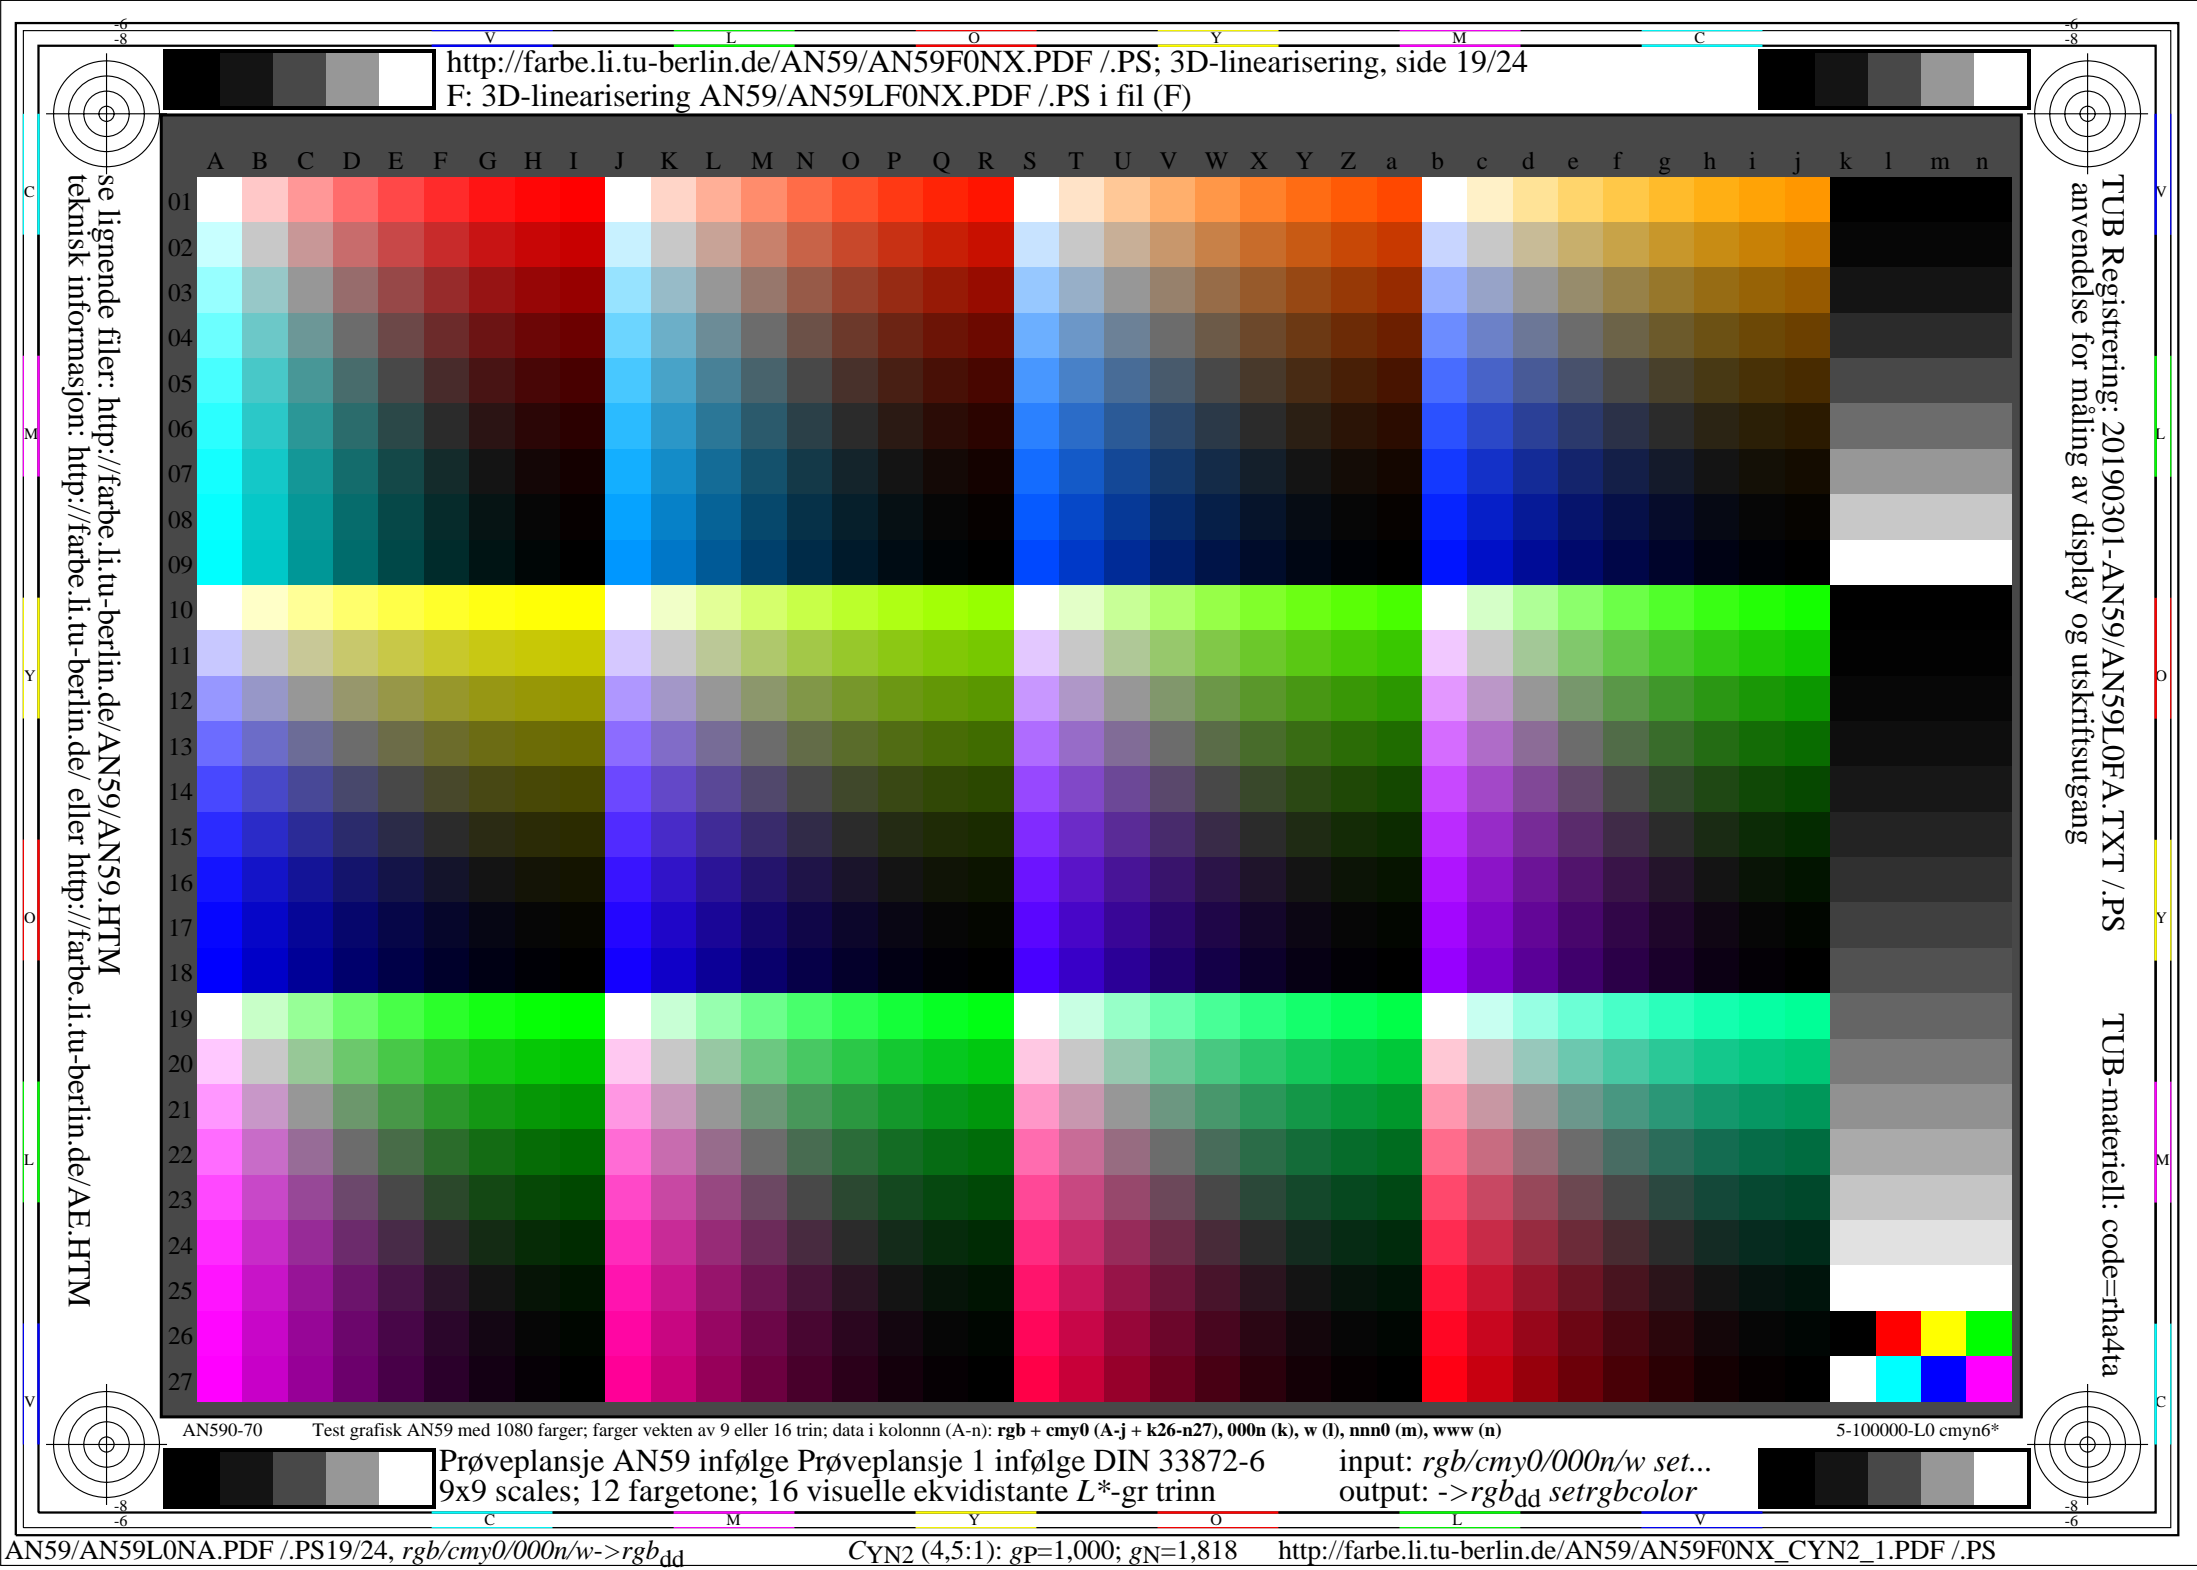 -6
-8
V
L
O
Y
M
C
-6
-8
http://farbe.li.tu-berlin.de/AN59/AN59F0NX.PDF /.PS; 3D-linearisering, side 19/24
F: 3D-linearisering AN59/AN59LF0NX.PDF /.PS i fil (F)
A B C D E F G H I J K L M N O P Q R S T U V W X Y Z a b c d e f g h i j k l m n
01
02
03
04
05
06
07
08
09
10
11
12
13
14
15
16
17
18
19
20
21
22
23
24
25
26
27
C
M
Y
O
L
V
se lignende filer: http://farbe.li.tu-berlin.de/AN59/AN59.HTM
teknisk informasjon: http://farbe.li.tu-berlin.de/ eller http://farbe.li.tu-berlin.de/AE.HTM
TUB Registrering: 20190301-AN59/AN59L0FA.TXT /.PS
TUB-materiell: code=rha4ta
anvendelse for måling av display og utskriftsutgang
V
L
O
Y
M
C
AN590-70
Test grafisk AN59 med 1080 farger; farger vekten av 9 eller 16 trin; data i kolonnn (A-n): rgb + cmy0 (A-j + k26-n27), 000n (k), w (l), nnn0 (m), www (n)
5-100000-L0 cmyn6*
Prøveplansje AN59 infølge Prøveplansje 1 infølge DIN 33872-6
9x9 scales; 12 fargetone; 16 visuelle ekvidistante L*-gr trinn
input: rgb/cmy0/000n/w set...
output: ->rgbdd setrgbcolor
-8
-6
C
M
Y
O
L
V
-8
-6
AN59/AN59L0NA.PDF /.PS19/24, rgb/cmy0/000n/w->rgbdd
CYN2 (4,5:1): gP=1,000; gN=1,818
http://farbe.li.tu-berlin.de/AN59/AN59F0NX_CYN2_1.PDF /.PS